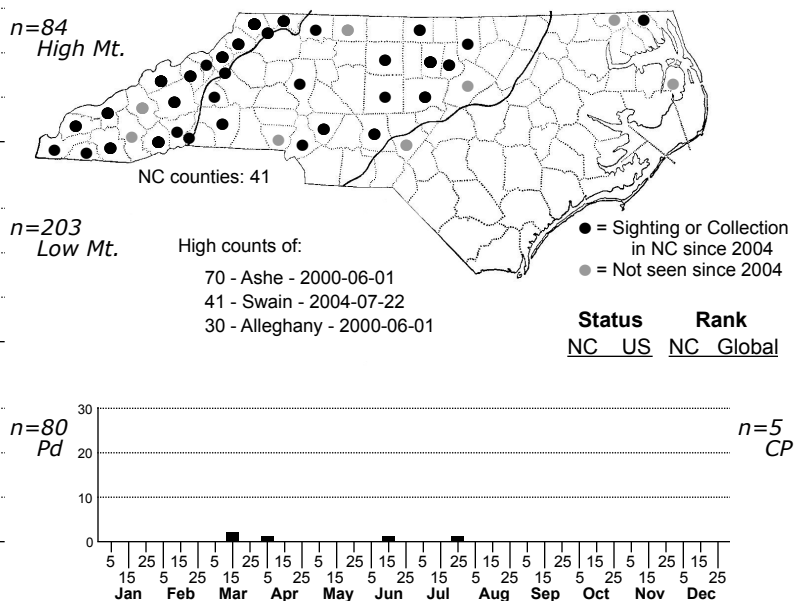 n=84
High Mt.
NC counties: 41
n=203
Low Mt.
High counts of:
70 - Ashe - 2000-06-01
41 - Swain - 2004-07-22
30 - Alleghany - 2000-06-01
= Sighting or Collection
in NC since 2004
= Not seen since 2004
Status Rank
NC US NC Global
n=80
Pd
n=5
CP
30
20
10
0
5 15 25 5 15 25 5 15 25 5 15 25 5 15 25 5 15 25 5 15 25 5 15 25 5 15 25 5 15 25 5 15 25 5 15 25
Jan Feb Mar Apr May Jun Jul Aug Sep Oct Nov Dec